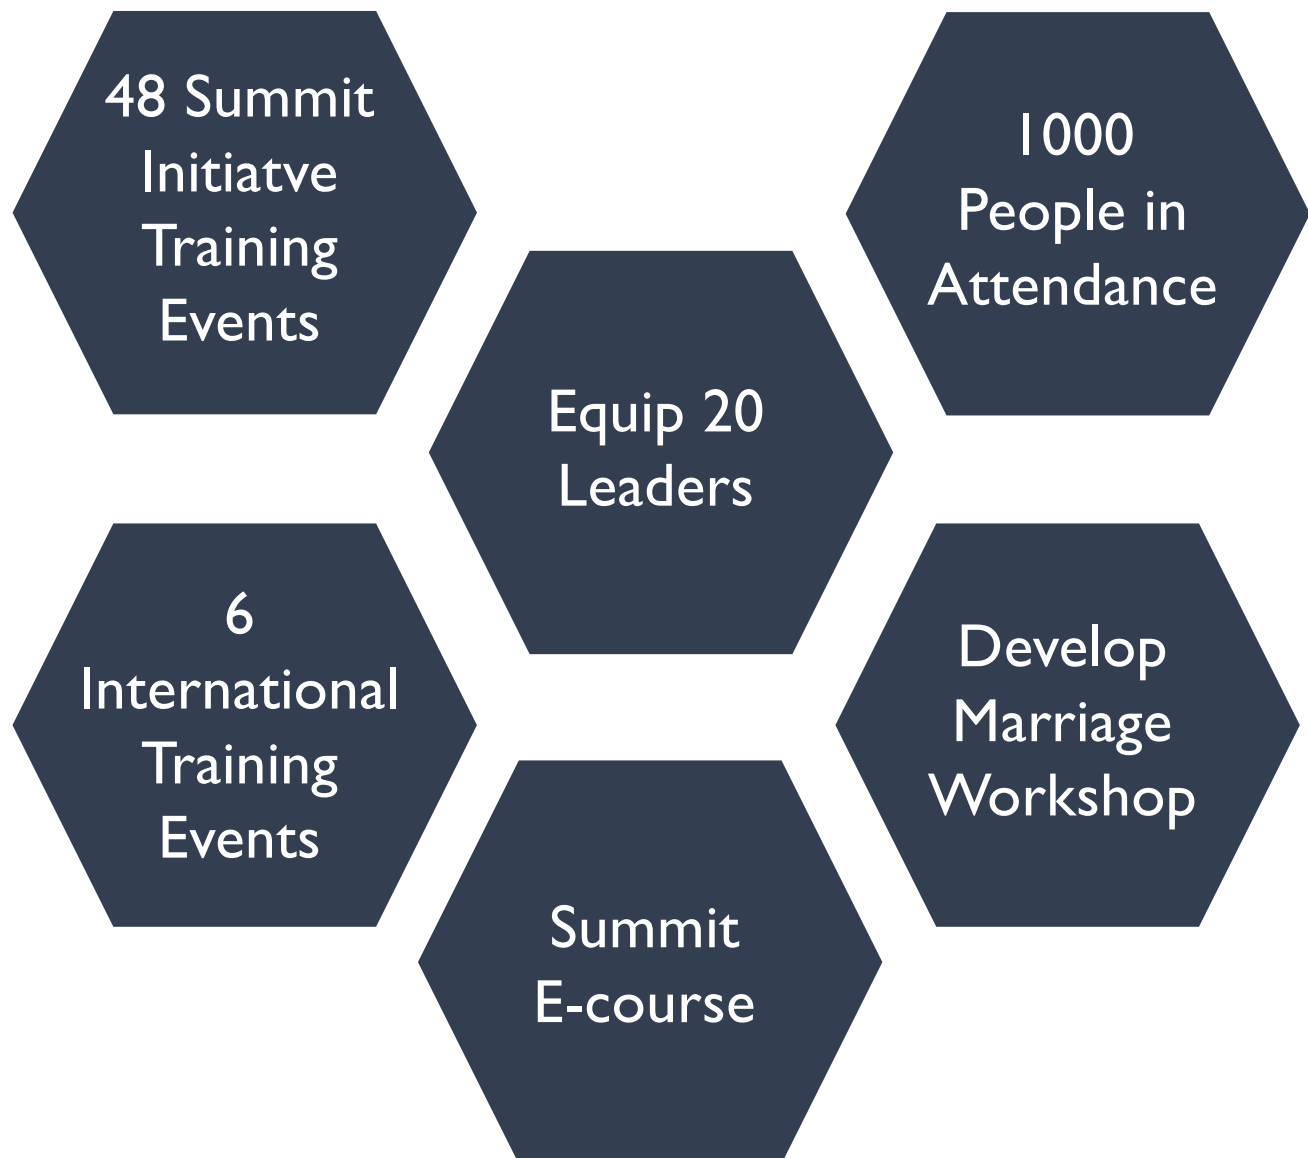 48 Summit
Initiatve
Training
Events
1000
People in
Attendance
Equip 20
Leaders
6
International
Training
Events
Develop
Marriage
Workshop
Summit
E-course